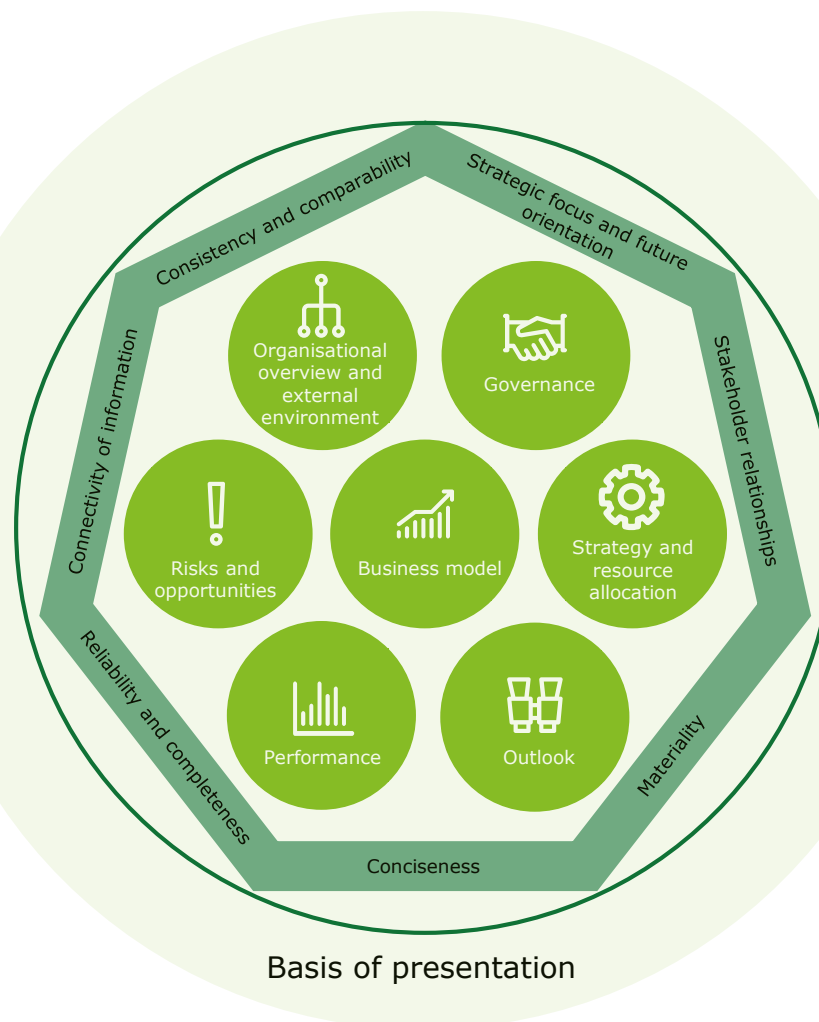 Consistency and comparability
Strategic focus and future
orientation
Stakeholder relationships
Materiality
Conciseness
Reliability and completeness
Connectivity of information
Organisational
overview and
external
environment
Governance
Risks and
opportunities
Business model
Strategy and
resource
allocation
Performance
Outlook
Basis of presentation